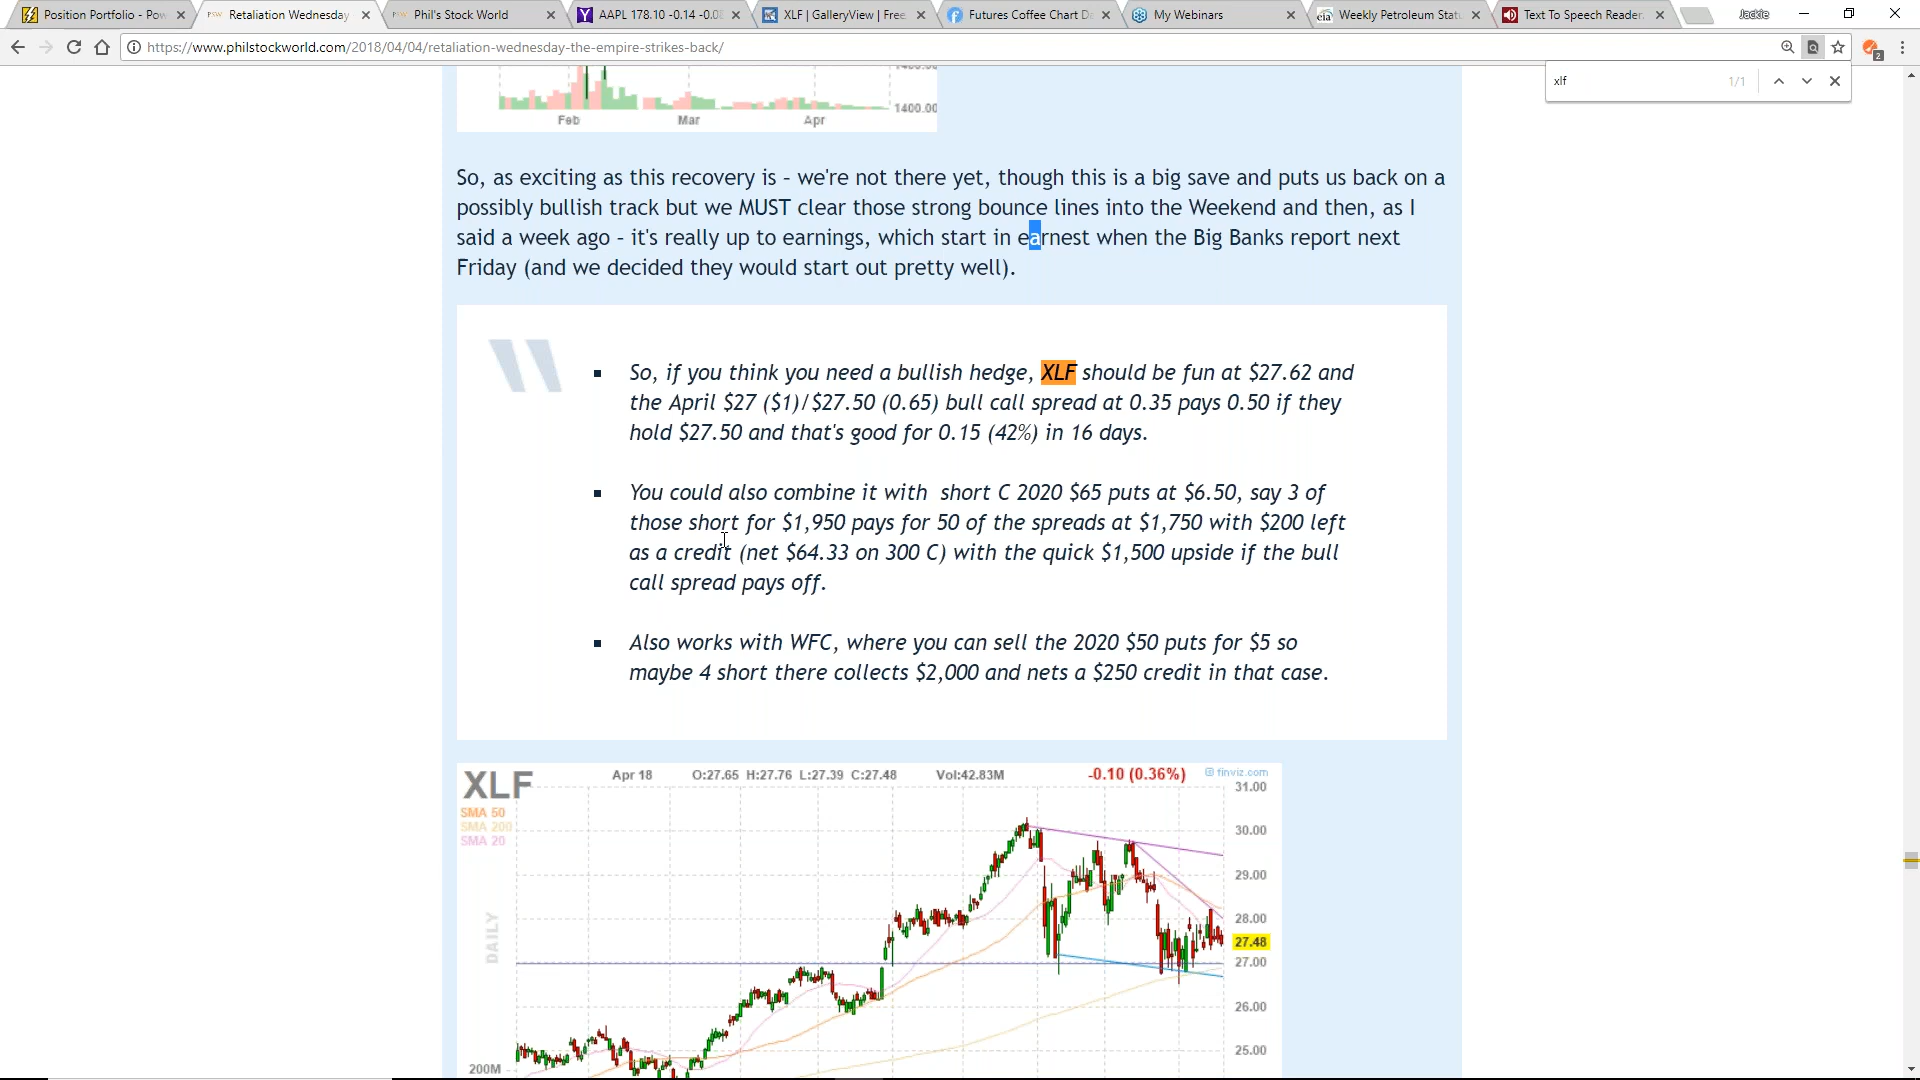 Position Portfolio - Pow
Retaliation Wednesday
Phil's Stock World
AAPL 178.10 -0.14 -0.08
XLF | GalleryView | Free
Futures Coffee Chart D
My Webinars
eia
Weekly Petroleum Stat
Text To Speech Reader
Jackie
https://www.philstockworld.com/2018/04/04/retaliation-wednesday-the-empire-strikes-back/
2
xlf
1/1
1400.00
Feb
Mar
Apr
So, as exciting as this recovery is - we're not there yet, though this is a big save and puts us back on a
possibly bullish track but we MUST clear those strong bounce lines into the Weekend and then, as I
said a week ago - it's really up to earnings, which start in earnest when the Big Banks report next
Friday (and we decided they would start out pretty well).
So, if you think you need a bullish hedge, XLF should be fun at $27.62 and
the April $27 ($1)/$27.50 (0.65) bull call spread at 0.35 pays 0.50 if they
hold $27.50 and that's good for 0.15 (42%) in 16 days.
You could also combine it with short C 2020 $65 puts at $6.50, say 3 of
those short for $1,950 pays for 50 of the spreads at $1,750 with $200 left
as a credit (net $64.33 on 300 C) with the quick $1,500 upside if the bull
call spread pays off.
Also works with WFC, where you can sell the 2020 $50 puts for $5 so
maybe 4 short there collects $2,000 and nets a $250 credit in that case.
XLF
Apr 18
O:27.65 H:27.76 L:27.39 C:27.48
Vol:42.83M
-0.10 (0.36%)
finviz.com
SMA 50
SMA 200
SMA 20
DAILY
31.00
30.00
29.00
28.00
27.48
27.00
26.00
25.00
200M